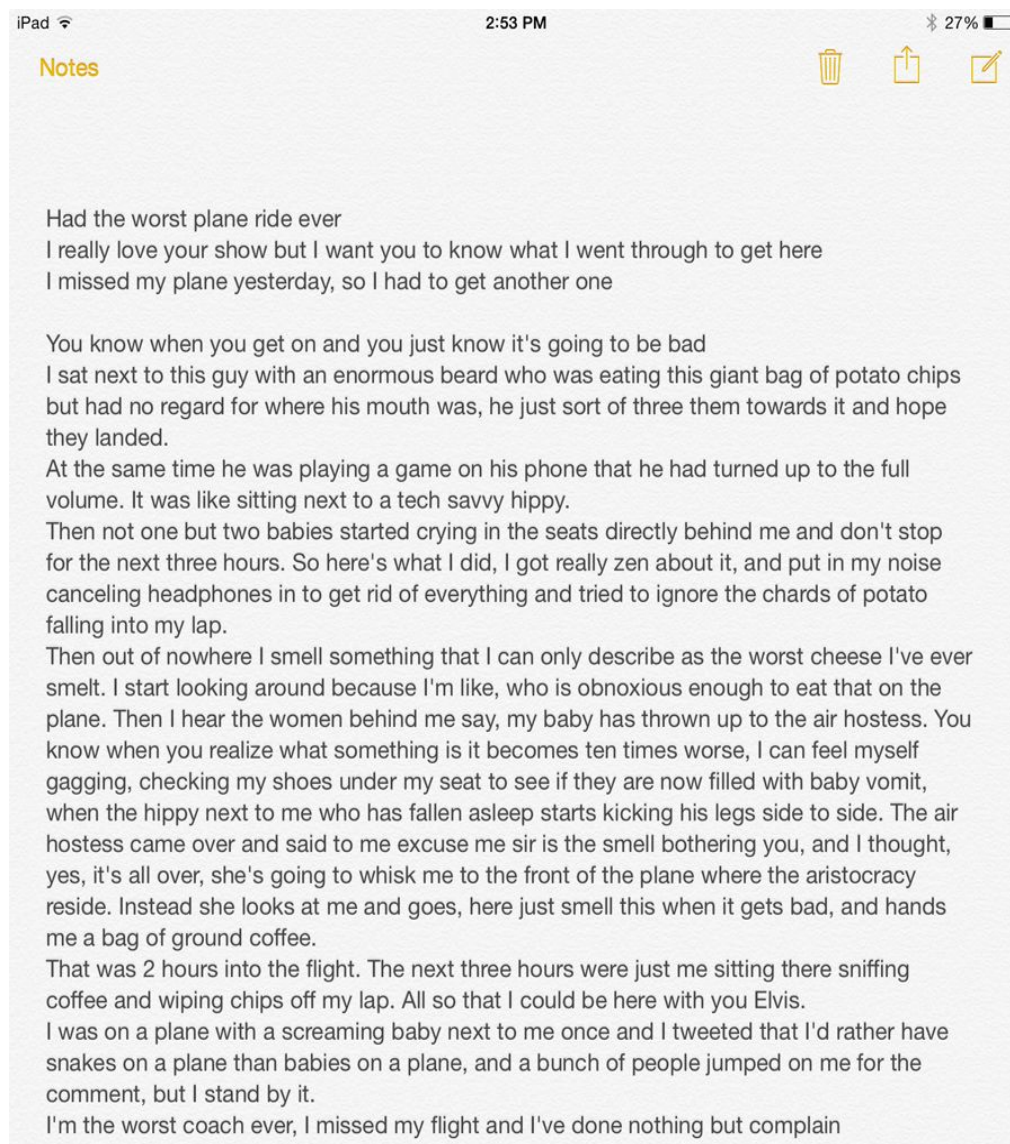 iPad
2:53 PM
27%
Notes
Had the worst plane ride ever
I really love your show but I want you to know what I went through to get here
I missed my plane yesterday, so I had to get another one
You know when you get on and you just know it's going to be bad
I sat next to this guy with an enormous beard who was eating this giant bag of potato chips
but had no regard for where his mouth was, he just sort of three them towards it and hope
they landed.
At the same time he was playing a game on his phone that he had turned up to the full
volume. It was like sitting next to a tech savvy hippy.
Then not one but two babies started crying in the seats directly behind me and don't stop
for the next three hours. So here's what I did, I got really zen about it, and put in my noise
canceling headphones in to get rid of everything and tried to ignore the chards of potato
falling into my lap.
Then out of nowhere I smell something that I can only describe as the worst cheese I've ever
smelt. I start looking around because I'm like, who is obnoxious enough to eat that on the
plane. Then I hear the women behind me say, my baby has thrown up to the air hostess. You
know when you realize what something is it becomes ten times worse, I can feel myself
gagging, checking my shoes under my seat to see if they are now filled with baby vomit,
when the hippy next to me who has fallen asleep starts kicking his legs side to side. The air
hostess came over and said to me excuse me sir is the smell bothering you, and I thought,
yes, it's all over, she's going to whisk me to the front of the plane where the aristocracy
reside. Instead she looks at me and goes, here just smell this when it gets bad, and hands
me a bag of ground coffee.
That was 2 hours into the flight. The next three hours were just me sitting there sniffing
coffee and wiping chips off my lap. All so that I could be here with you Elvis.
I was on a plane with a screaming baby next to me once and I tweeted that I'd rather have
snakes on a plane than babies on a plane, and a bunch of people jumped on me for the
comment, but I stand by it.
I'm the worst coach ever, I missed my flight and I've done nothing but complain